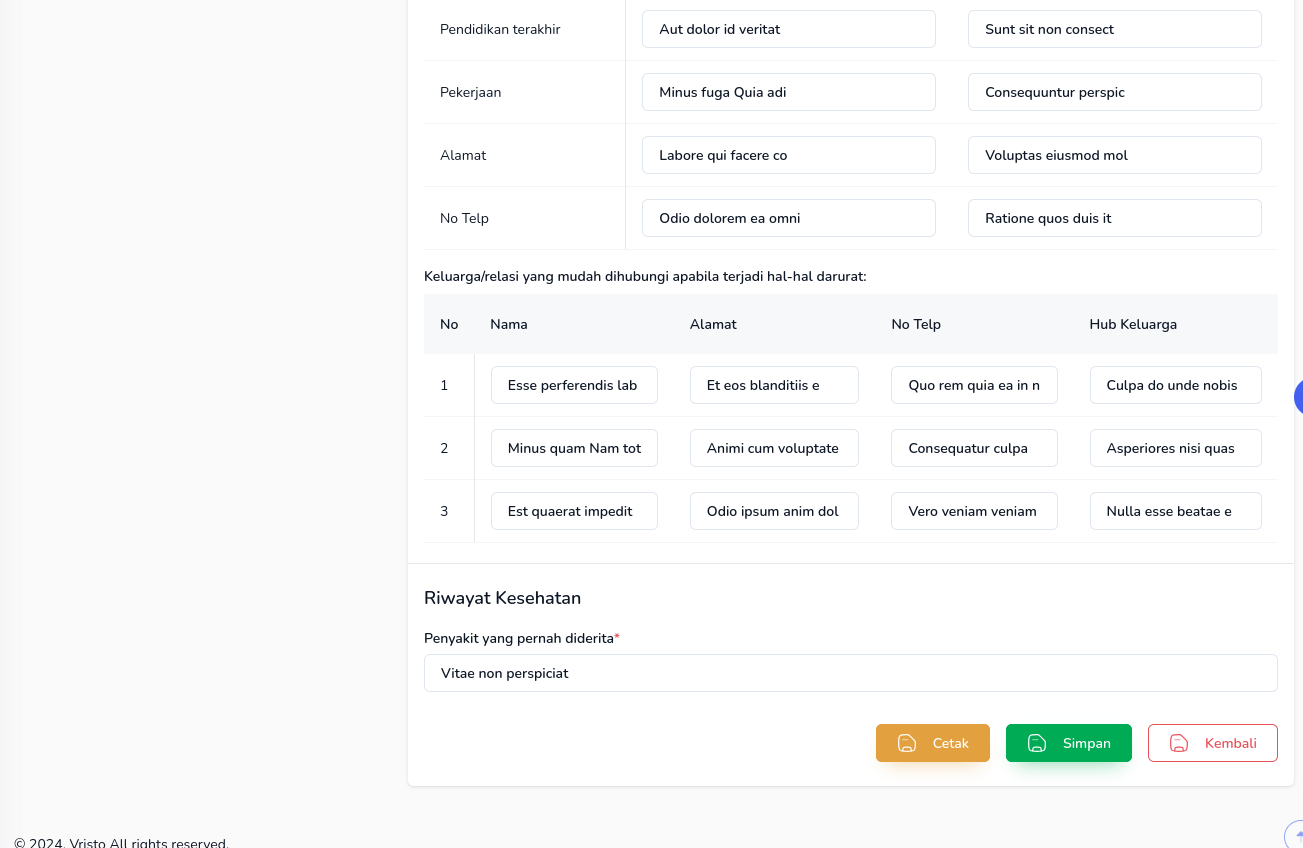 Pendidikan terakhir Aut dolor id veritat Sunt sit non consect
Pekerjaan Minus fuga Quia adi Consequuntur perspic
Alamat Labore qui facere co Voluptas eiusmod mol
No Telp Odio dolorem ea omni Ratione quos duis it
Keluarga/relasi yang mudah dihubungi apabila terjadi hal-hal darurat:
No Nama Alamat No Telp Hub Keluarga
1 Esse perferendis lab Et eos blanditiis e Quo rem quia ea in n Culpa do unde nobis
2 Minus quam Nam tot Animi cum voluptate Consequatur culpa Asperiores nisi quas
3 Est quaerat impedit Odio ipsum anim dol Vero veniam veniam Nulla esse beatae e
Riwayat Kesehatan
Penyakit yang pernah diderita*
Vitae non perspiciat
Cetak Simpan Kembali
© 2024. Vristo All rights reserved.